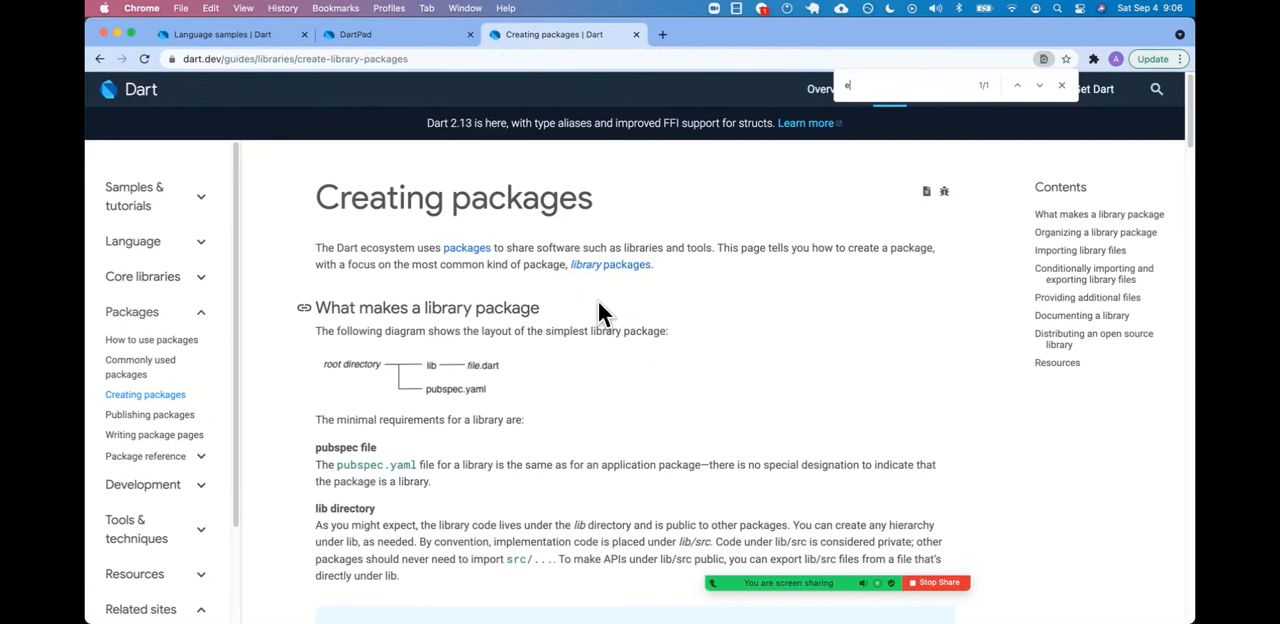 Chrome File Edit View History Bookmarks Profiles Tab Window Help 1 Sat Sep 4 9:06
Language samples | Dart DartPad Creating packages | Dart
dart.dev/guides/libraries/create-library-packages A Update
Dart Overv e 1/1 Get Dart
Dart 2.13 is here, with type aliases and improved FFI support for structs. Learn more
Samples &
tutorials
Language
Core libraries
Packages
How to use packages
Commonly used
packages
Creating packages
Publishing packages
Writing package pages
Package reference
Development
Tools &
techniques
Resources
Related sites
Creating packages
The Dart ecosystem uses packages to share software such as libraries and tools. This page tells you how to create a package,
with a focus on the most common kind of package, library packages.
What makes a library package
The following diagram shows the layout of the simplest library package:
root directory lib file.dart
pubspec.yaml
The minimal requirements for a library are:
pubspec file
The pubspec.yaml file for a library is the same as for an application package—there is no special designation to indicate that
the package is a library.
lib directory
As you might expect, the library code lives under the lib directory and is public to other packages. You can create any hierarchy
under lib, as needed. By convention, implementation code is placed under lib/src. Code under lib/src is considered private; other
packages should never need to import src/.... To make APIs under lib/src public, you can export lib/src files from a file that's
directly under lib.
You are screen sharing Stop Share
Contents
What makes a library package
Organizing a library package
Importing library files
Conditionally importing and
exporting library files
Providing additional files
Documenting a library
Distributing an open source
library
Resources